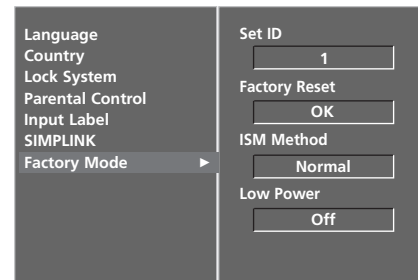 Language
Country
Lock System
Parental Control
Input Label
SIMPLINK
Factory Mode ►
Set ID
1
Factory Reset
OK
ISM Method
Normal
Low Power
Off